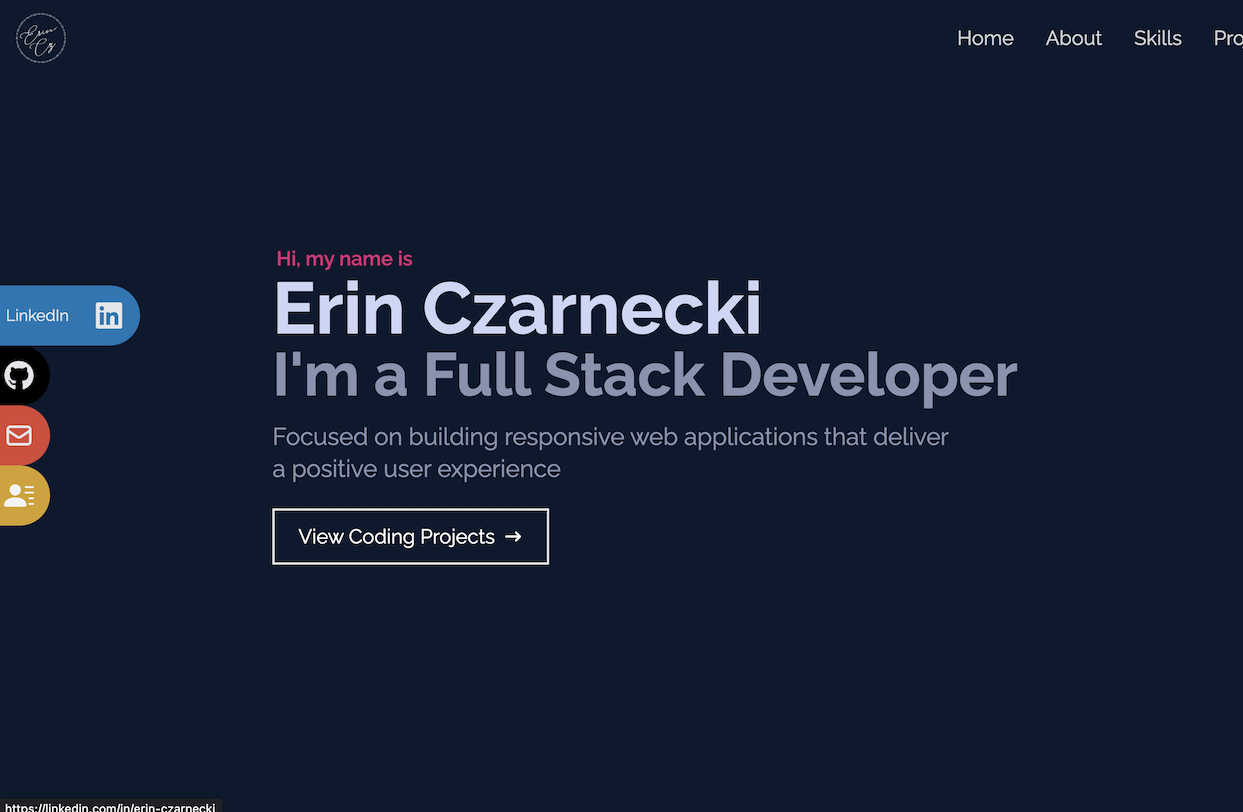 Erin
Cz
Home About Skills Pro
Hi, my name is
Erin Czarnecki
I'm a Full Stack Developer
Focused on building responsive web applications that deliver
a positive user experience
View Coding Projects →
LinkedIn in
https://linkedin.com/in/erin-czarnecki